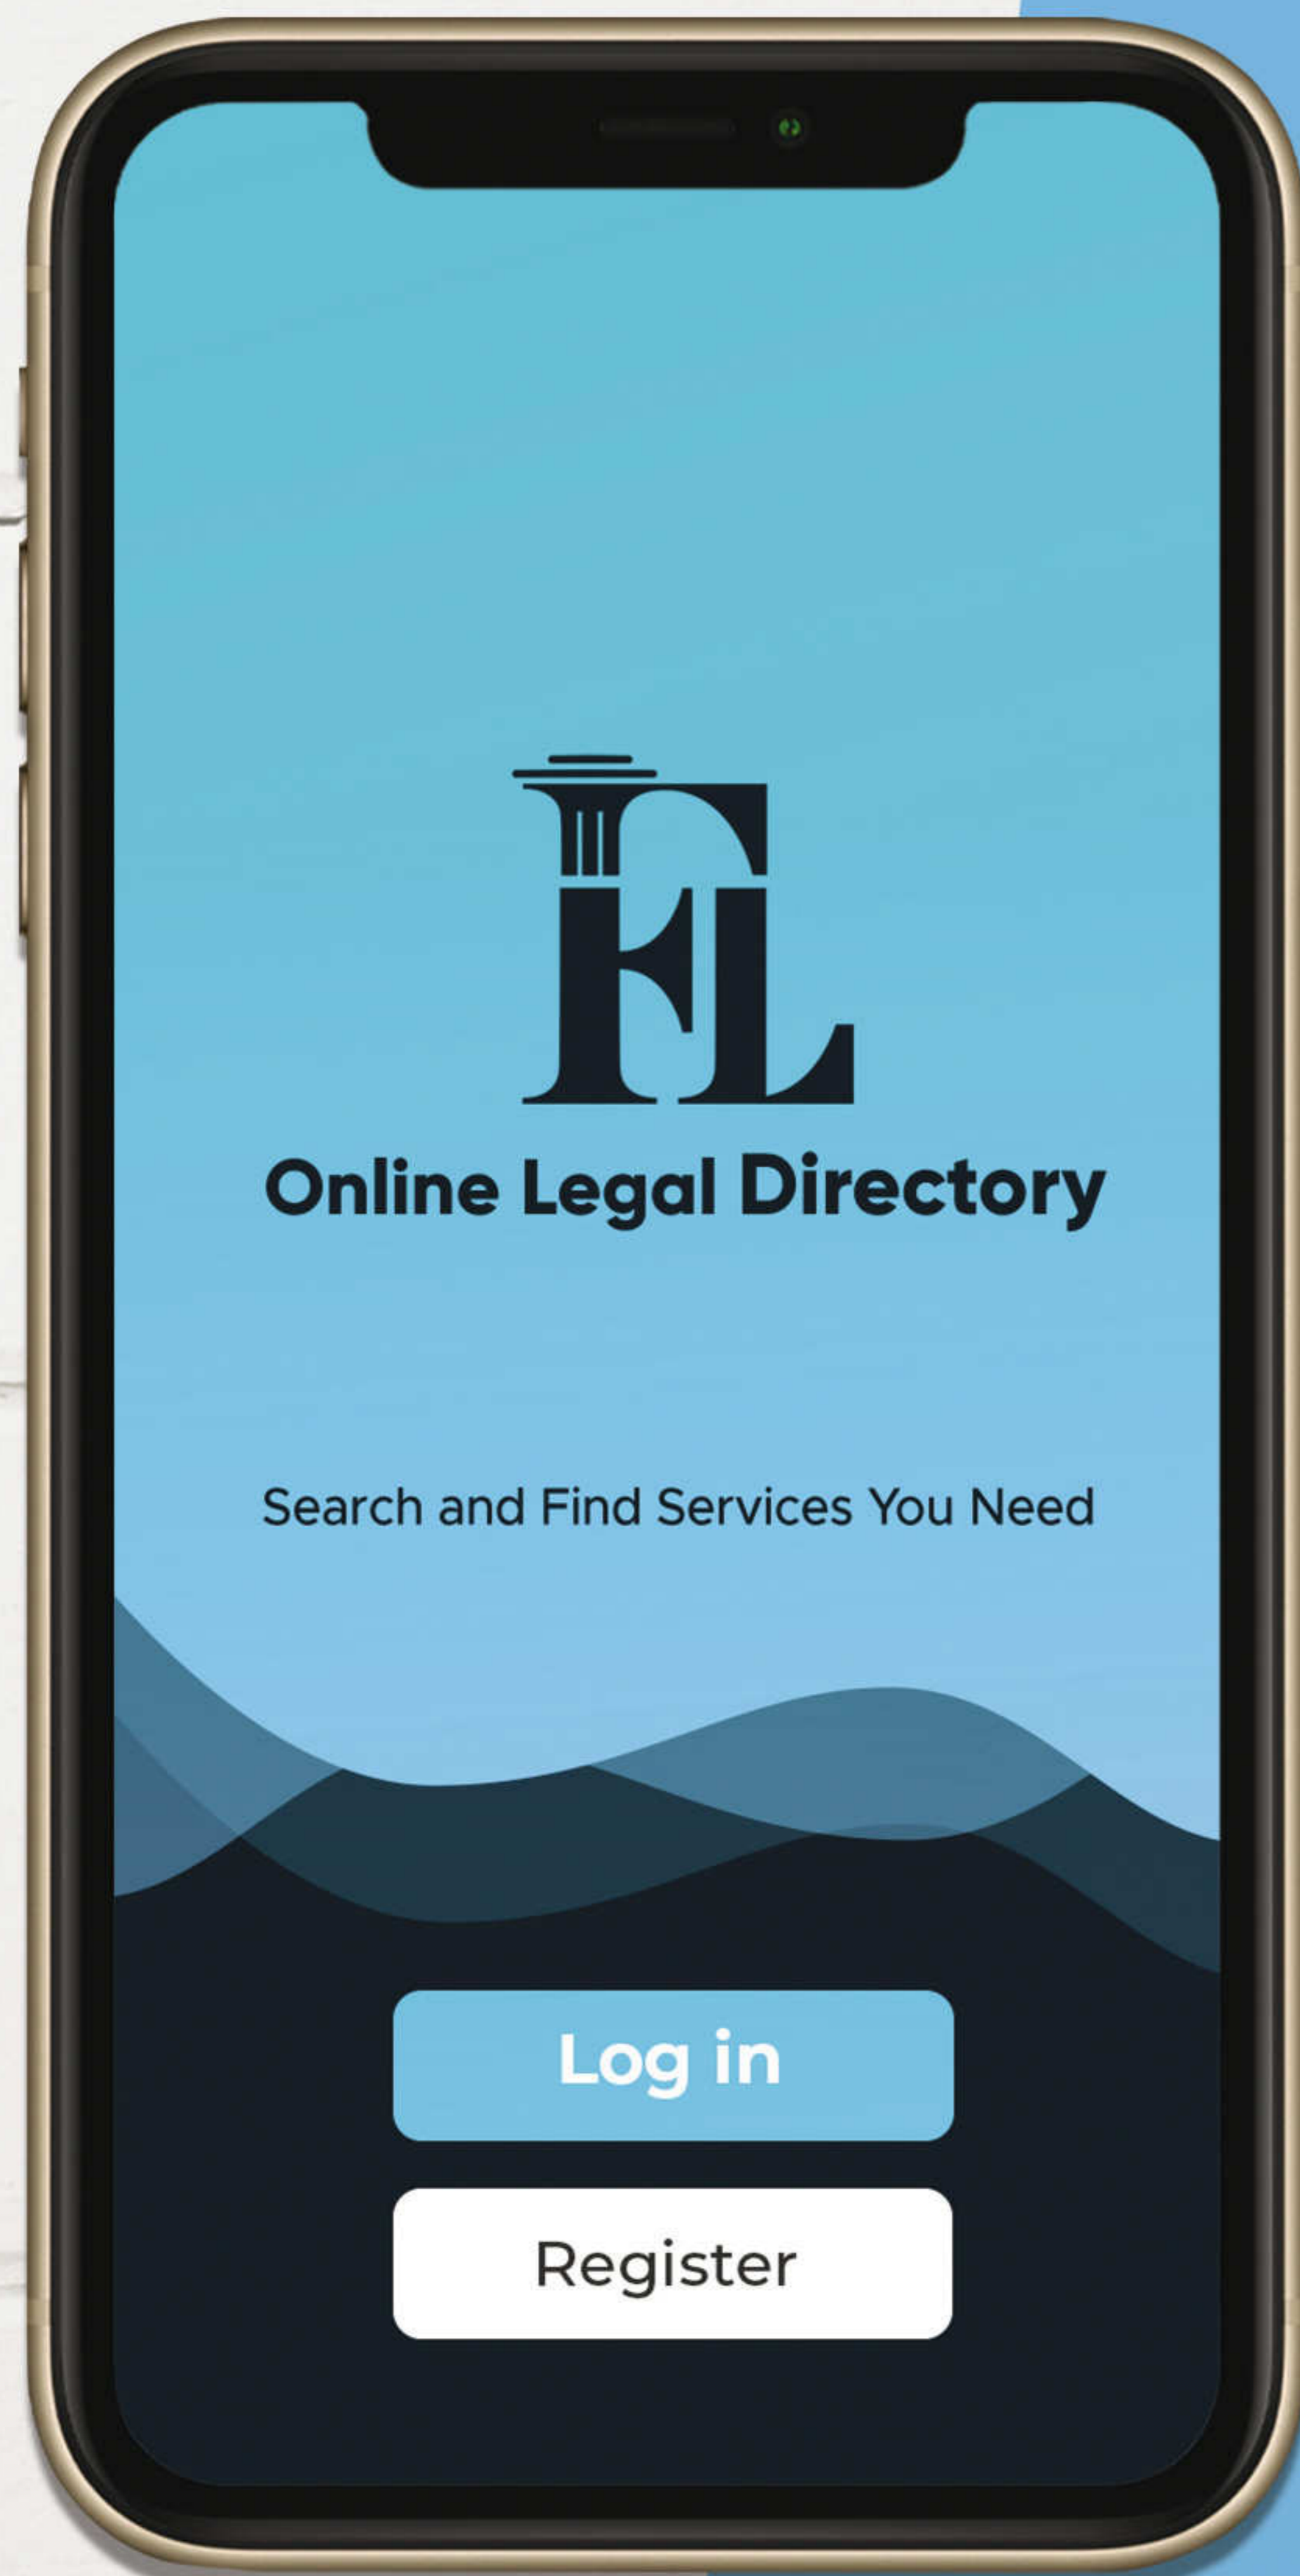 FL
Online Legal Directory
Search and Find Services You Need
Log in
Register